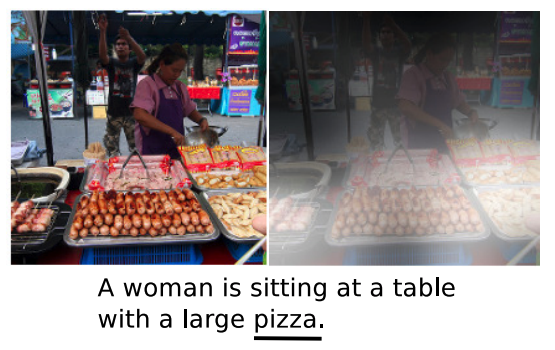 A woman is sitting at a table
with a large pizza.